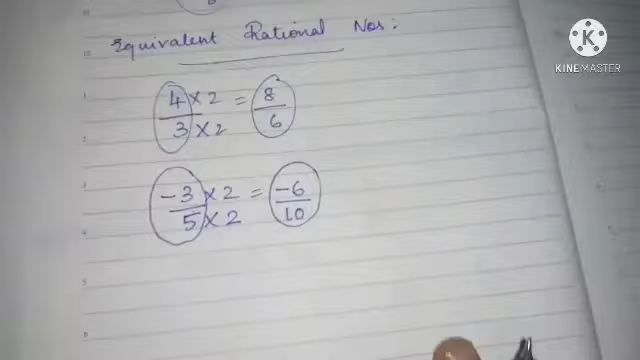 Equivalent Rational Nos:
4 × 2 = 8
3 × 2 6
-3 × 2 = -6
5 × 2 10
K
KINEMASTER